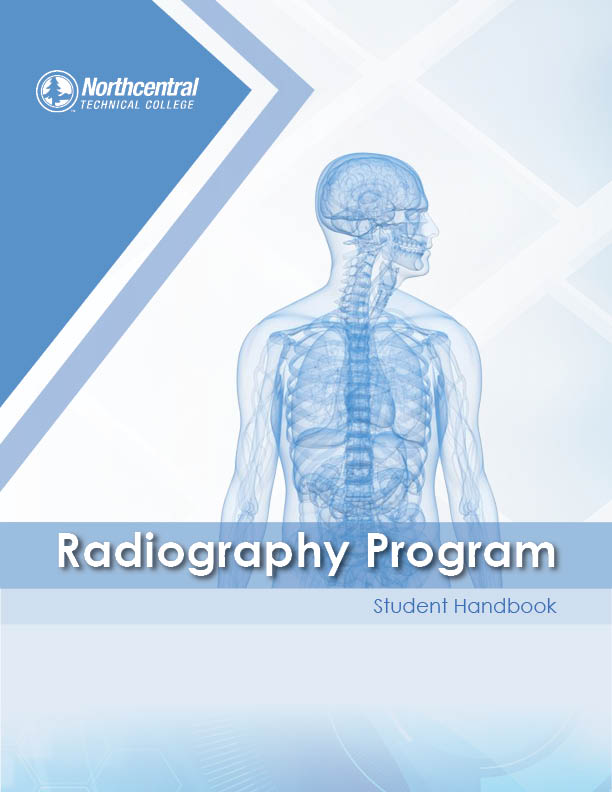 Northcentral
TECHNICAL COLLEGE
Radiography Program
Student Handbook